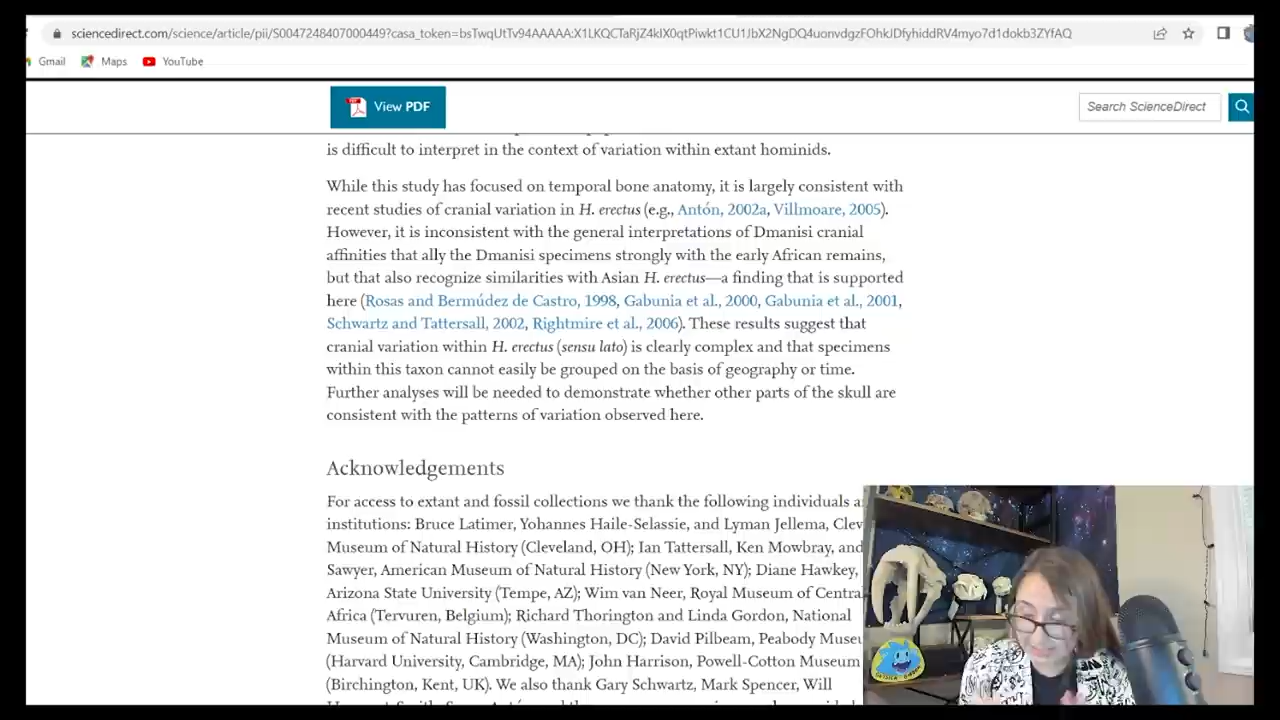 sciencedirect.com/science/article/pii/S0047248407000449?casa_token=bsTwqUtTv94AAAAA:X1LKQCTaRjZ4kIX0qtPiwkt1CU1JbX2NgDQ4uonvdgzFOhkJDfyhiddRV4myo7d1dokb3ZYfAQ
Gmail Maps YouTube
View PDF
Search ScienceDirect
is difficult to interpret in the context of variation within extant hominids.
While this study has focused on temporal bone anatomy, it is largely consistent with
recent studies of cranial variation in H. erectus (e.g., Antón, 2002a, Villmoare, 2005).
However, it is inconsistent with the general interpretations of Dmanisi cranial
affinities that ally the Dmanisi specimens strongly with the early African remains,
but that also recognize similarities with Asian H. erectus—a finding that is supported
here (Rosas and Bermúdez de Castro, 1998, Gabunia et al., 2000, Gabunia et al., 2001,
Schwartz and Tattersall, 2002, Rightmire et al., 2006). These results suggest that
cranial variation within H. erectus (sensu lato) is clearly complex and that specimens
within this taxon cannot easily be grouped on the basis of geography or time.
Further analyses will be needed to demonstrate whether other parts of the skull are
consistent with the patterns of variation observed here.
Acknowledgements
For access to extant and fossil collections we thank the following individuals a
institutions: Bruce Latimer, Yohannes Haile-Selassie, and Lyman Jellema, Clev
Museum of Natural History (Cleveland, OH); Ian Tattersall, Ken Mowbray, and
Sawyer, American Museum of Natural History (New York, NY); Diane Hawkey,
Arizona State University (Tempe, AZ); Wim van Neer, Royal Museum of Central
Africa (Tervuren, Belgium); Richard Thorington and Linda Gordon, National
Museum of Natural History (Washington, DC); David Pilbeam, Peabody Museu
(Harvard University, Cambridge, MA); John Harrison, Powell-Cotton Museum
(Birchington, Kent, UK). We also thank Gary Schwartz, Mark Spencer, Will